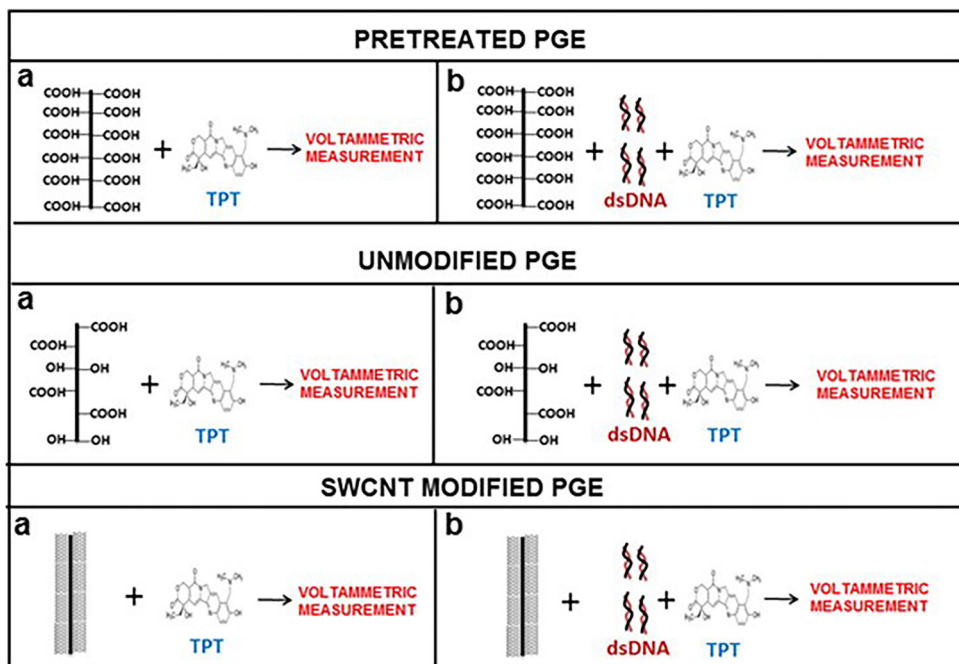 PRETREATED PGE
a
COOH COOH
COOH COOH
COOH COOH
COOH COOH
COOH COOH
COOH COOH
+
TPT
VOLTAMMETRIC
MEASUREMENT
b
COOH COOH
COOH COOH
COOH COOH
COOH COOH
COOH COOH
COOH COOH
+
dsDNA
+
TPT
VOLTAMMETRIC
MEASUREMENT
UNMODIFIED PGE
a
COOH
COOH
OH OH
COOH
COOH
OH OH
+
TPT
VOLTAMMETRIC
MEASUREMENT
b
COOH
COOH
OH OH
COOH
COOH
OH OH
+
dsDNA
+
TPT
VOLTAMMETRIC
MEASUREMENT
SWCNT MODIFIED PGE
a
+
TPT
VOLTAMMETRIC
MEASUREMENT
b
+
dsDNA
+
TPT
VOLTAMMETRIC
MEASUREMENT